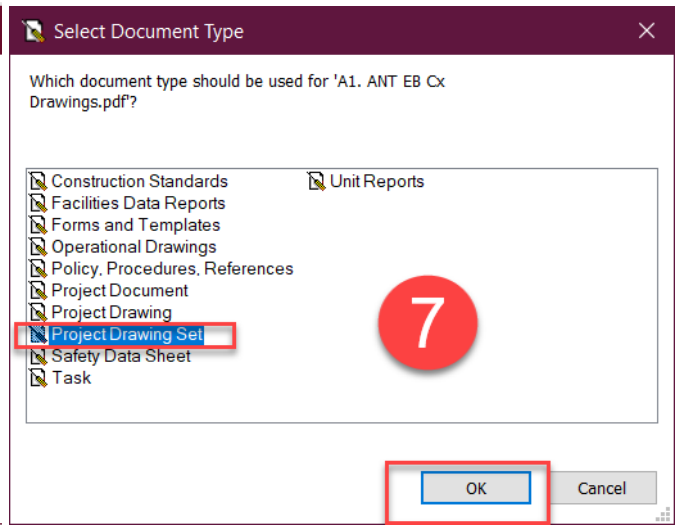 Select Document Type
Which document type should be used for 'A1. ANT EB Cx
Drawings.pdf'?
Construction Standards
Facilities Data Reports
Forms and Templates
Operational Drawings
Policy, Procedures, References
Project Document
Project Drawing
Project Drawing Set
Safety Data Sheet
Task
Unit Reports
7
OK
Cancel